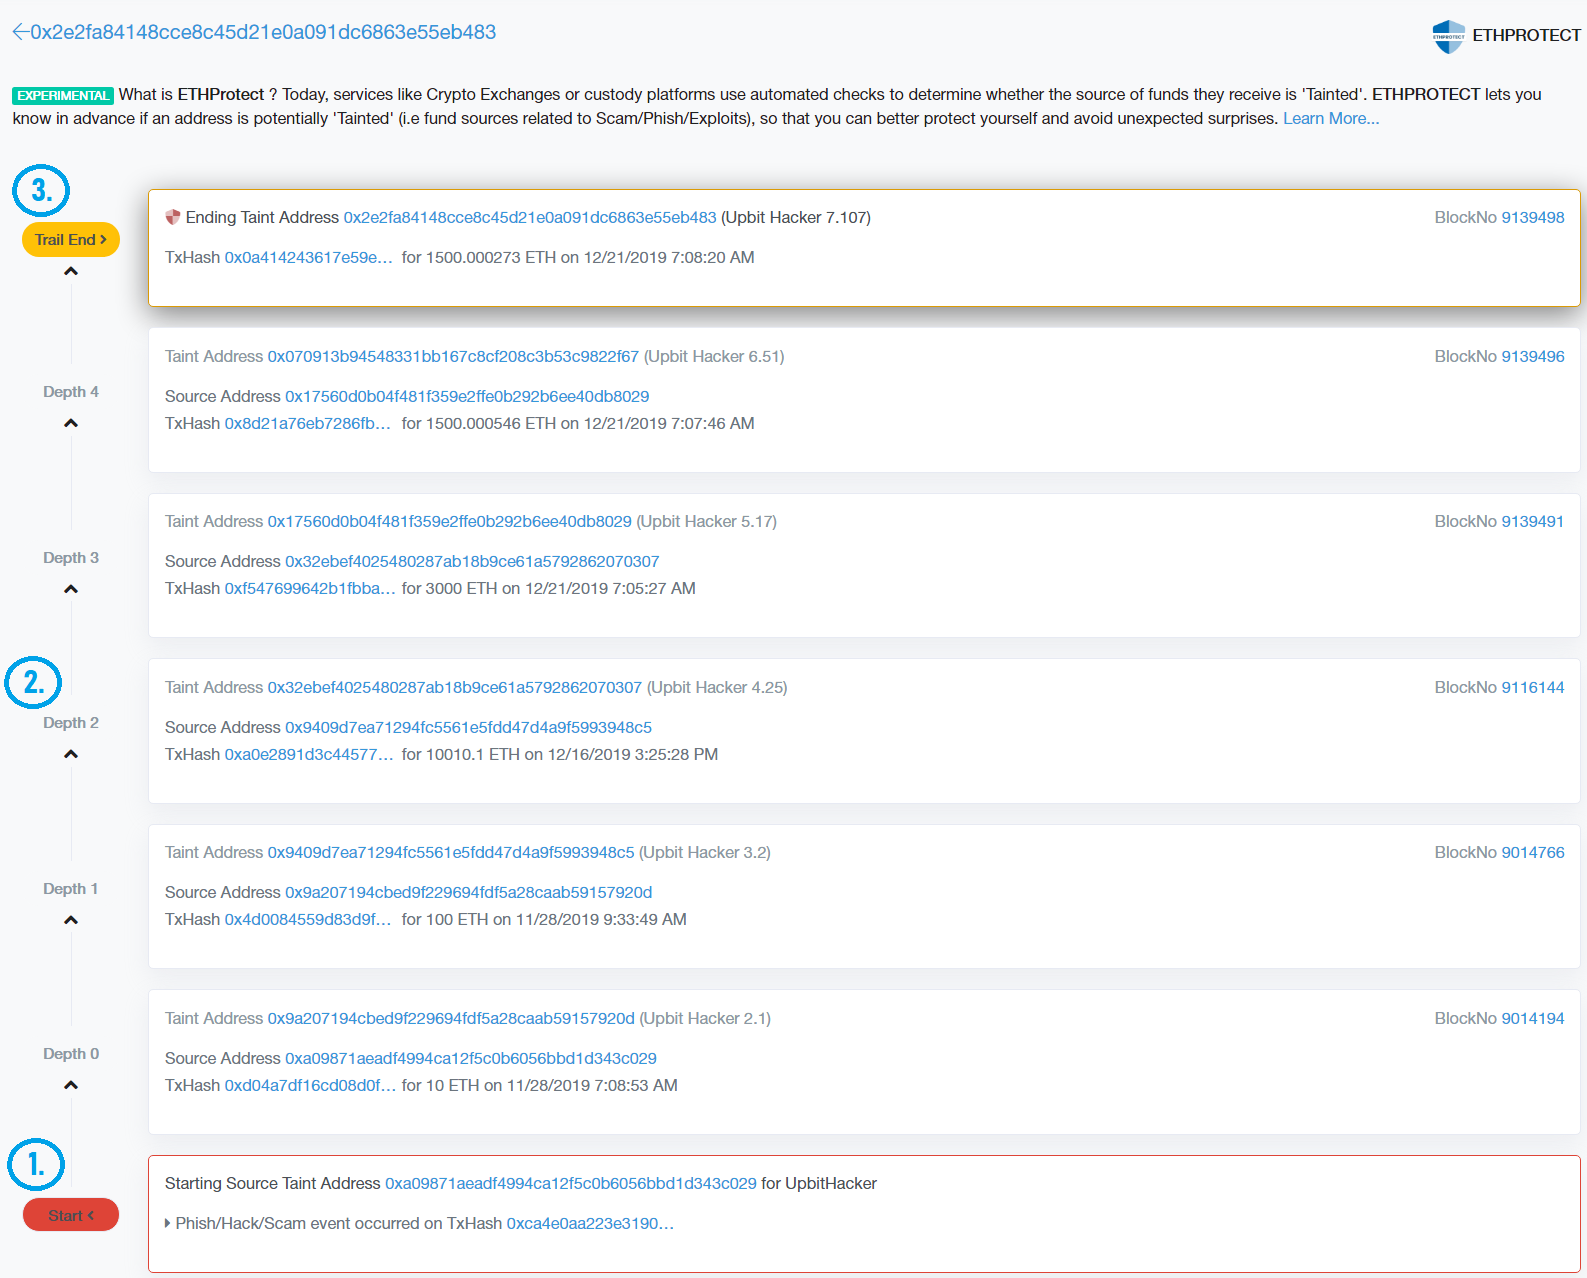 ←0x2e2fa84148cce8c45d21e0a091dc6863e55eb483
ETHPROTECT
ETHPROTECT
EXPERIMENTAL What is ETHProtect ? Today, services like Crypto Exchanges or custody platforms use automated checks to determine whether the source of funds they receive is 'Tainted'. ETHPROTECT lets you
know in advance if an address is potentially 'Tainted' (i.e fund sources related to Scam/Phish/Exploits), so that you can better protect yourself and avoid unexpected surprises. Learn More...
3.
Trail End >
Ending Taint Address 0x2e2fa84148cce8c45d21e0a091dc6863e55eb483 (Upbit Hacker 7.107) BlockNo 9139498
TxHash 0x0a414243617e59e... for 1500.000273 ETH on 12/21/2019 7:08:20 AM
Depth 4
Taint Address 0x070913b94548331bb167c8cf208c3b53c9822f67 (Upbit Hacker 6.51) BlockNo 9139496
Source Address 0x17560d0b04f481f359e2ffe0b292b6ee40db8029
TxHash 0x8d21a76eb7286fb... for 1500.000546 ETH on 12/21/2019 7:07:46 AM
Depth 3
Taint Address 0x17560d0b04f481f359e2ffe0b292b6ee40db8029 (Upbit Hacker 5.17) BlockNo 9139491
Source Address 0x32ebef4025480287ab18b9ce61a5792862070307
TxHash 0xf547699642b1fbba... for 3000 ETH on 12/21/2019 7:05:27 AM
2.
Depth 2
Taint Address 0x32ebef4025480287ab18b9ce61a5792862070307 (Upbit Hacker 4.25) BlockNo 9116144
Source Address 0x9409d7ea71294fc5561e5fdd47d4a9f5993948c5
TxHash 0xa0e2891d3c44577... for 10010.1 ETH on 12/16/2019 3:25:28 PM
Depth 1
Taint Address 0x9409d7ea71294fc5561e5fdd47d4a9f5993948c5 (Upbit Hacker 3.2) BlockNo 9014766
Source Address 0x9a207194cbed9f229694fdf5a28caab59157920d
TxHash 0x4d0084559d83d9f... for 100 ETH on 11/28/2019 9:33:49 AM
Depth 0
Taint Address 0x9a207194cbed9f229694fdf5a28caab59157920d (Upbit Hacker 2.1) BlockNo 9014194
Source Address 0xa09871aeadf4994ca12f5c0b6056bbd1d343c029
TxHash 0xd04a7df16cd08d0f... for 10 ETH on 11/28/2019 7:08:53 AM
1.
Start <
Starting Source Taint Address 0xa09871aeadf4994ca12f5c0b6056bbd1d343c029 for UpbitHacker
Phish/Hack/Scam event occurred on TxHash 0xca4e0aa223e3190...